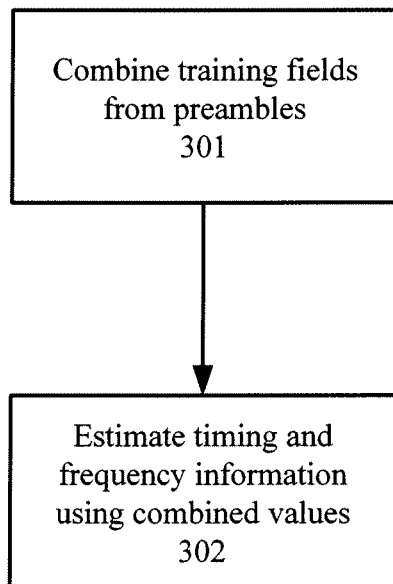 Combine training fields
from preambles
301
Estimate timing and
frequency information
using combined values
302